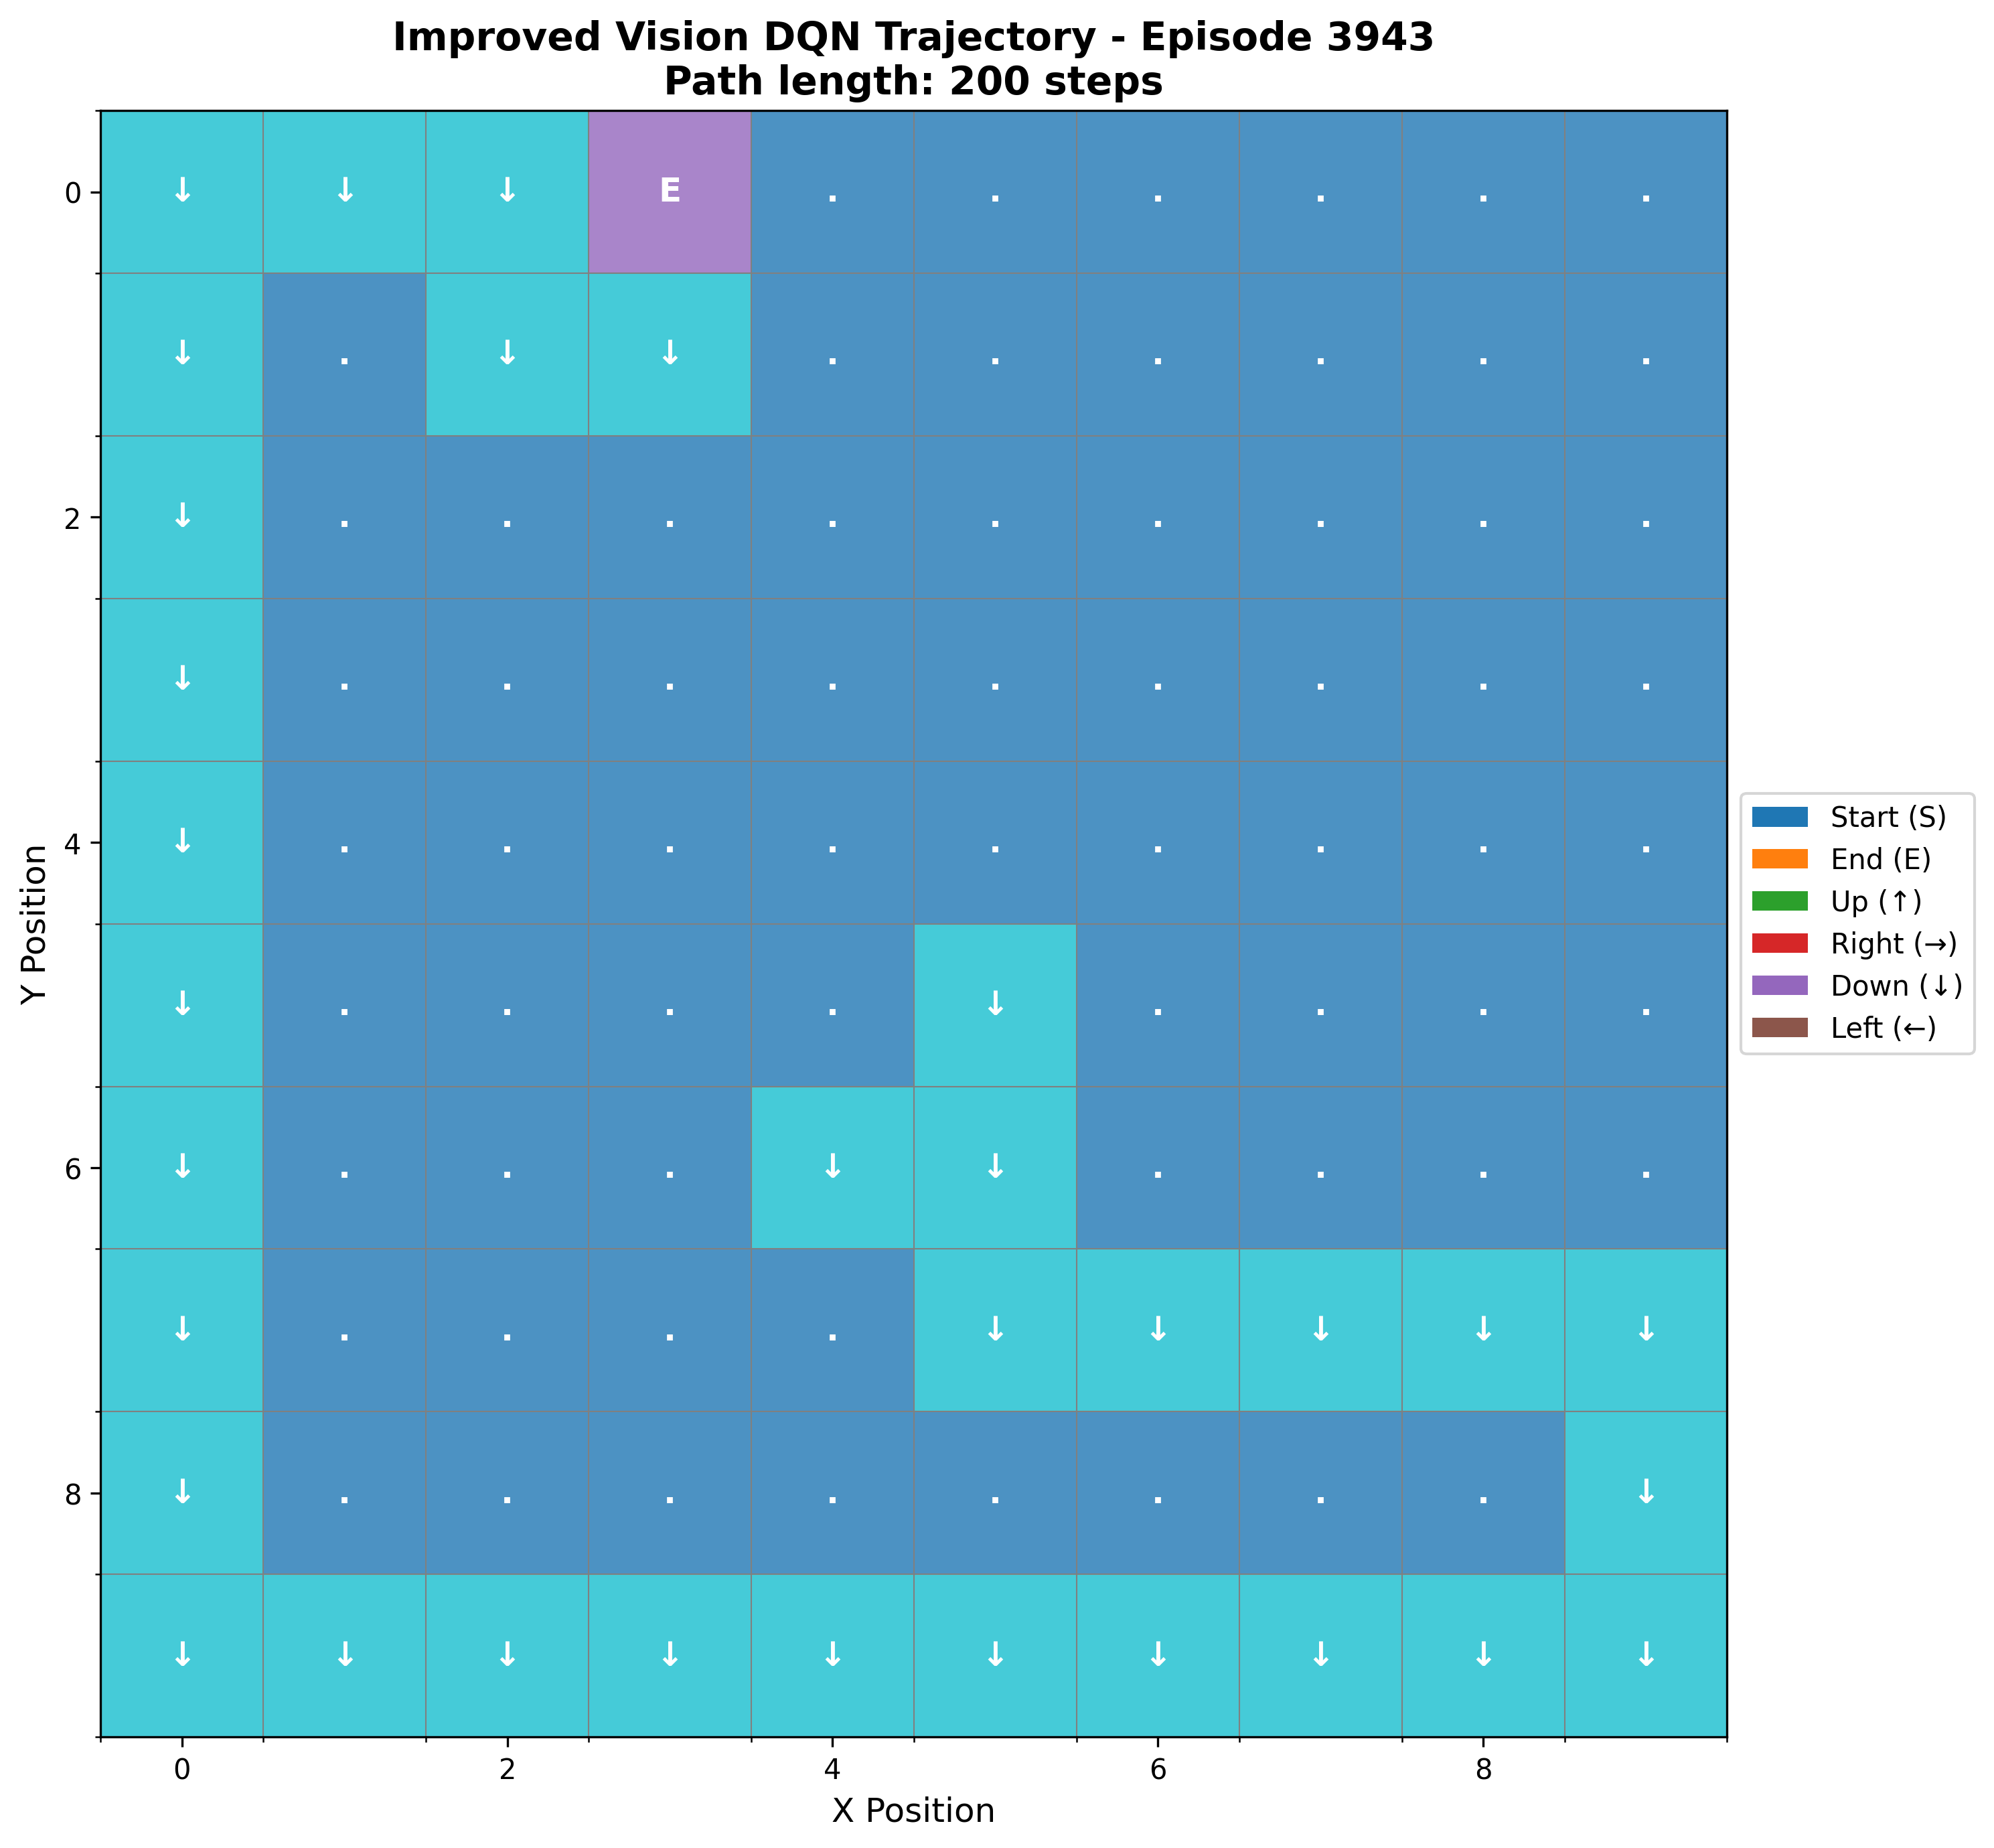 Improved Vision DQN Trajectory - Episode 3943
Path length: 200 steps
0 ↓ ↓ ↓ E . . . . . .
↓ . ↓ ↓ . . . . . .
2 ↓ . . . . . . . . .
↓ . . . . . . . . .
4 ↓ . . . . . . . . .
↓ . . . . ↓ . . . .
6 ↓ . . . ↓ ↓ . . . .
↓ . . . . ↓ ↓ ↓ ↓ ↓
8 ↓ . . . . . . . . ↓
↓ ↓ ↓ ↓ ↓ ↓ ↓ ↓ ↓ ↓
0 2 4 6 8
X Position
Y Position
Start (S)
End (E)
Up (↑)
Right (→)
Down (↓)
Left (←)